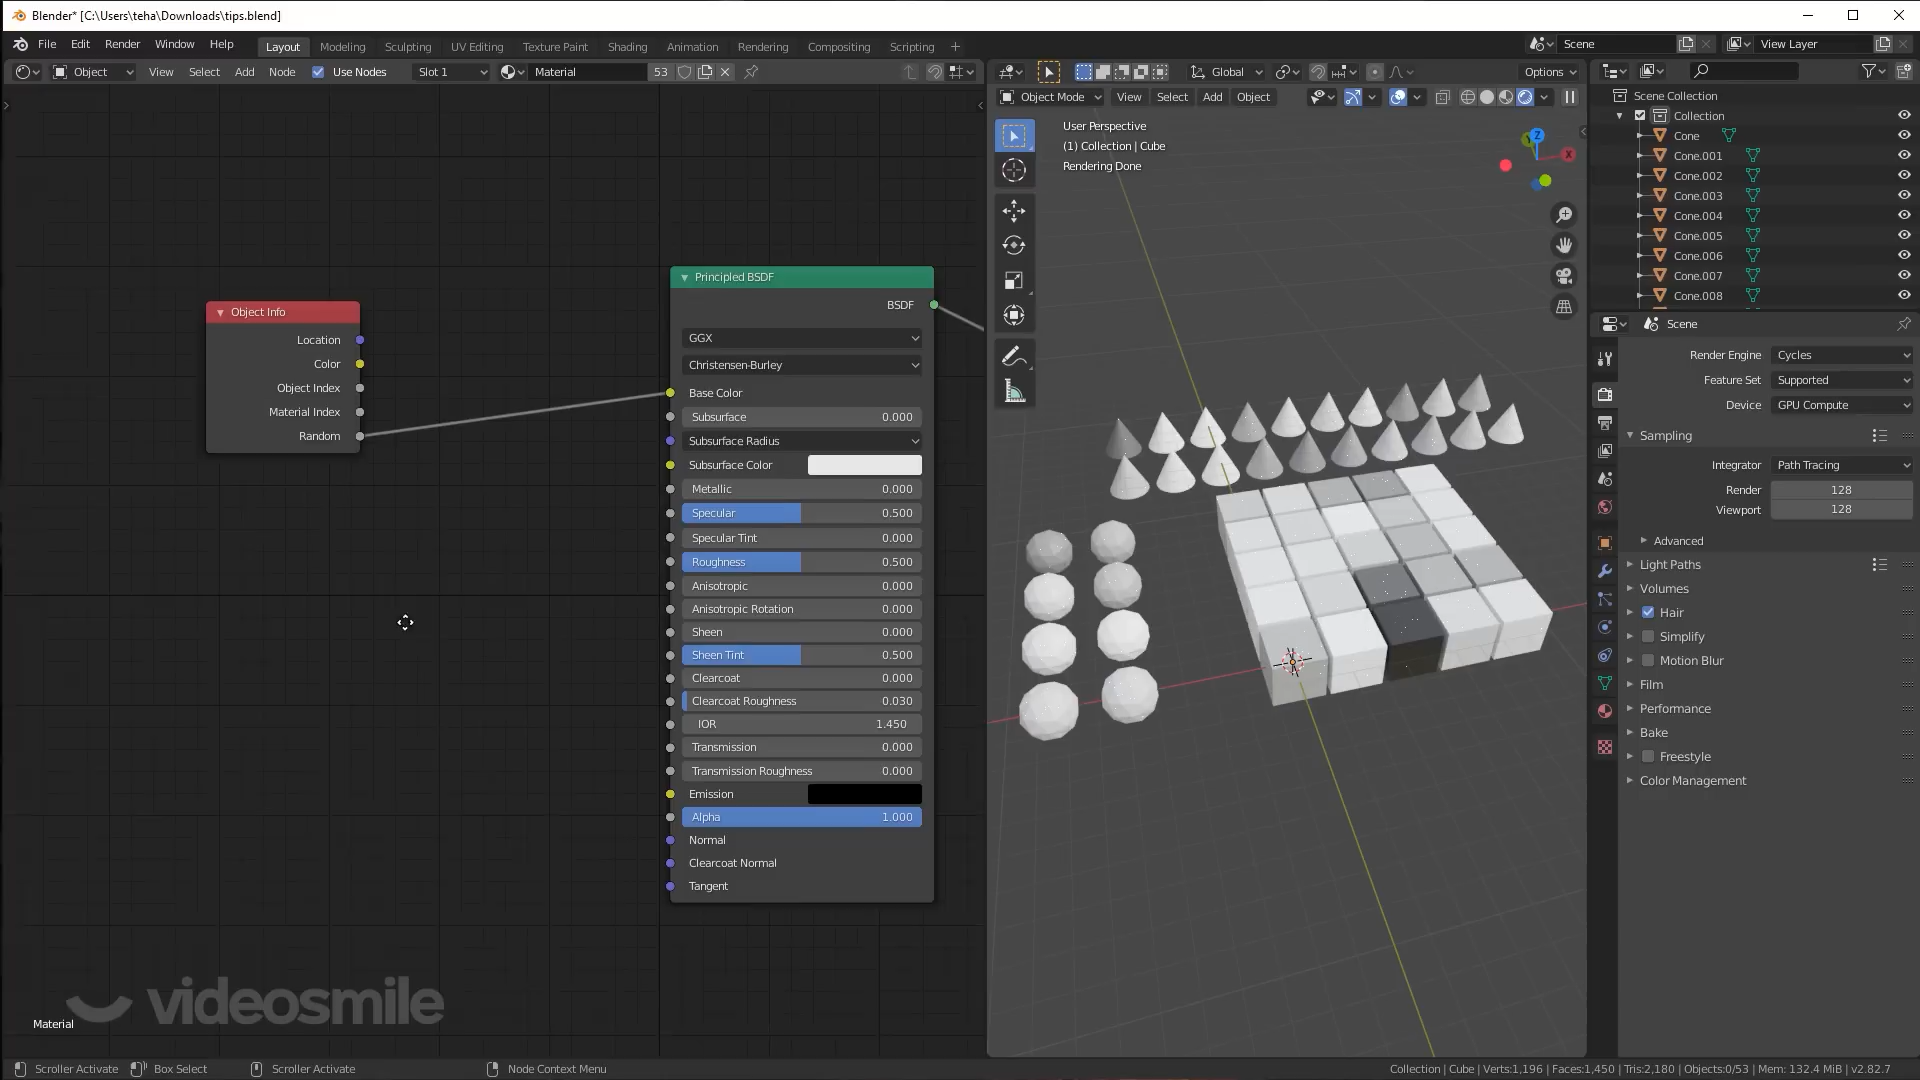 Blender* [C:\Users\teha\Downloads\tips.blend]
File Edit Render Window Help Layout Modeling Sculpting UV Editing Texture Paint Shading Animation Rendering Compositing Scripting + Scene View Layer
Object View Select Add Node Use Nodes Slot 1 Material 53 Global Options
Object Mode View Select Add Object
User Perspective
(1) Collection | Cube
Rendering Done
Z
Y
X
Object Info
Location
Color
Object Index
Material Index
Random
Principled BSDF
BSDF
GGX
Christensen-Burley
Base Color
Subsurface 0.000
Subsurface Radius
Subsurface Color
Metallic 0.000
Specular 0.500
Specular Tint 0.000
Roughness 0.500
Anisotropic 0.000
Anisotropic Rotation 0.000
Sheen 0.000
Sheen Tint 0.500
Clearcoat 0.000
Clearcoat Roughness 0.030
IOR 1.450
Transmission 0.000
Transmission Roughness 0.000
Emission
Alpha 1.000
Normal
Clearcoat Normal
Tangent
Scene Collection
Collection
Cone
Cone.001
Cone.002
Cone.003
Cone.004
Cone.005
Cone.006
Cone.007
Cone.008
Scene
Render Engine Cycles
Feature Set Supported
Device GPU Compute
Sampling
Integrator Path Tracing
Render 128
Viewport 128
Advanced
Light Paths
Volumes
Hair
Simplify
Motion Blur
Film
Performance
Bake
Freestyle
Color Management
videosmile
Material
Scroller Activate Box Select Scroller Activate Node Context Menu Collection | Cube | Verts:1,196 | Faces:1,450 | Tris:2,180 | Objects:0/53 | Mem: 132.4 MiB | v2.82.7